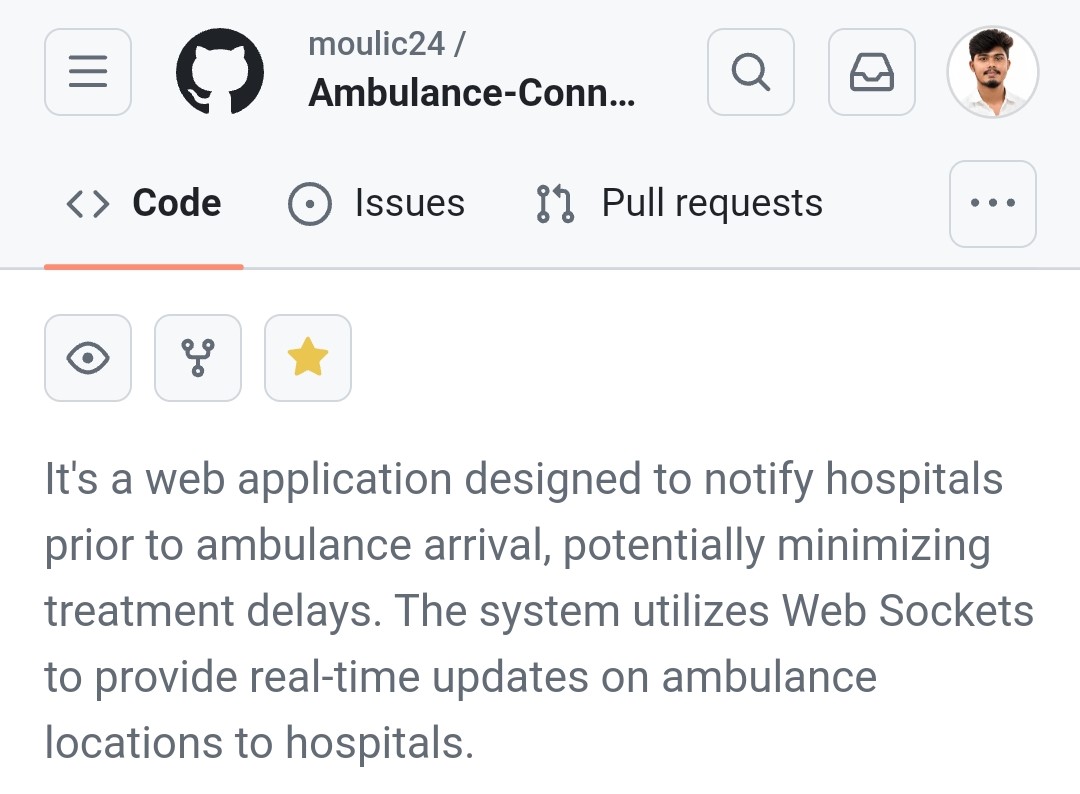 moulic24 /
Ambulance-Conn...
Code
Issues
Pull requests
It's a web application designed to notify hospitals
prior to ambulance arrival, potentially minimizing
treatment delays. The system utilizes Web Sockets
to provide real-time updates on ambulance
locations to hospitals.